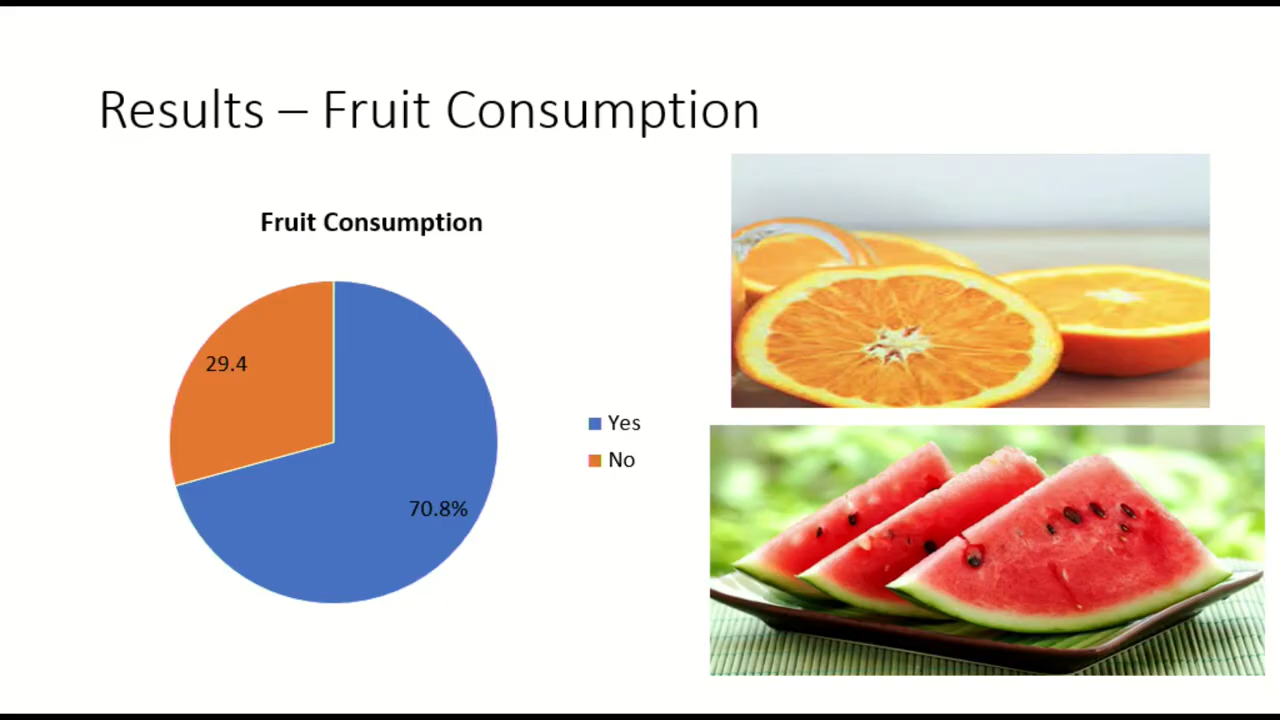 Results – Fruit Consumption
Fruit Consumption
29.4
70.8%
Yes
No